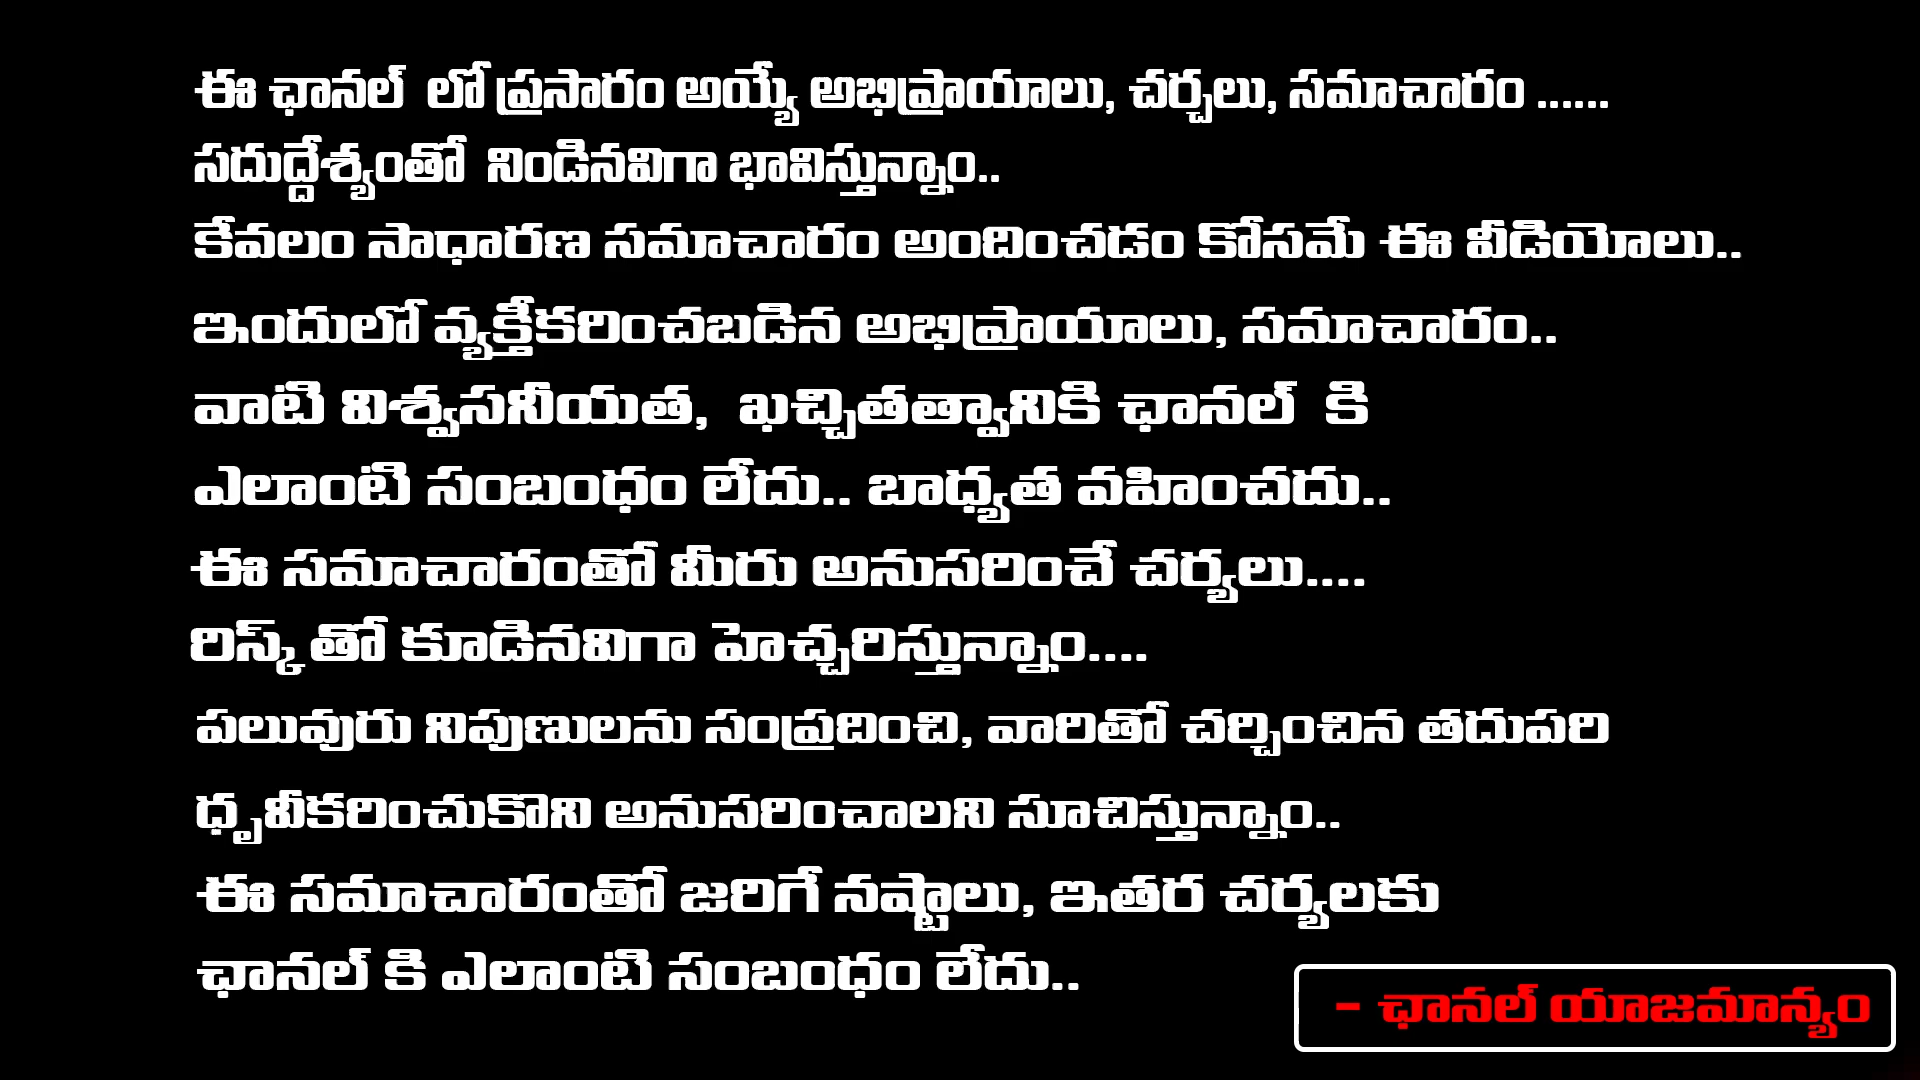 ఈ ఛానల్ లో ప్రసారం అయ్యే అభిప్రాయాలు, చర్చలు, సమాచారం ......
సదుద్దేశ్యంతో నిండినవిగా భావిస్తున్నాం..
కేవలం సాధారణ సమాచారం అందించడం కోసమే ఈ వీడియోలు..
ఇందులో వ్యక్తీకరించబడిన అభిప్రాయాలు, సమాచారం..
వాటి విశ్వసనీయత, ఖచ్చితత్వానికి ఛానల్ కి
ఎలాంటి సంబంధం లేదు.. బాధ్యత వహించదు..
ఈ సమాచారంతో మీరు అనుసరించే చర్యలు....
రిస్క్ తో కూడినవిగా హెచ్చరిస్తున్నాం....
పలువురు నిపుణులను సంప్రదించి, వారితో చర్చించిన తదుపరి
ధృవీకరించుకొని అనుసరించాలని సూచిస్తున్నాం..
ఈ సమాచారంతో జరిగే నష్టాలు, ఇతర చర్యలకు
ఛానల్ కి ఎలాంటి సంబంధం లేదు..
- ఛానల్ యాజమాన్యం